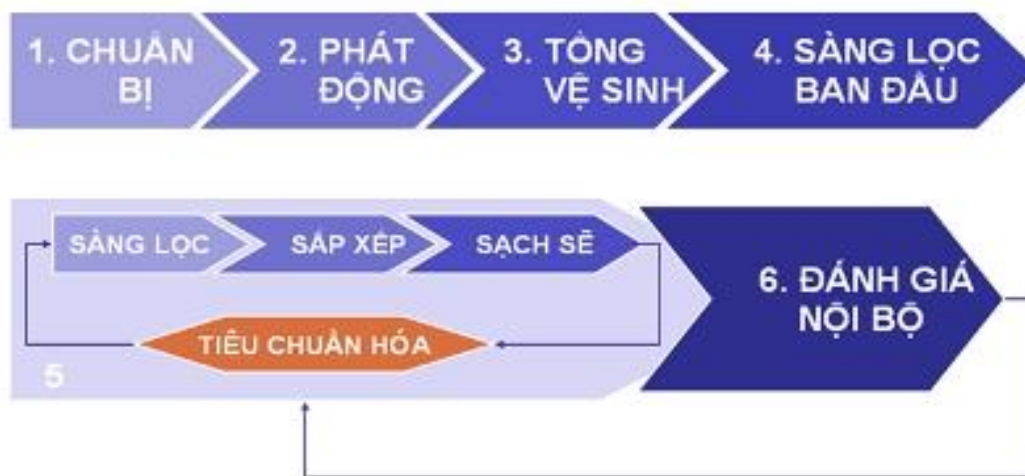 1. CHUẨN
BỊ
2. PHÁT
ĐỘNG
3. TỔNG
VỆ SINH
4. SÀNG LỌC
BAN ĐẦU
SÀNG LỌC
SẮP XẾP
SẠCH SẼ
TIÊU CHUẨN HÓA
5
6. ĐÁNH GIÁ
NỘI BỘ